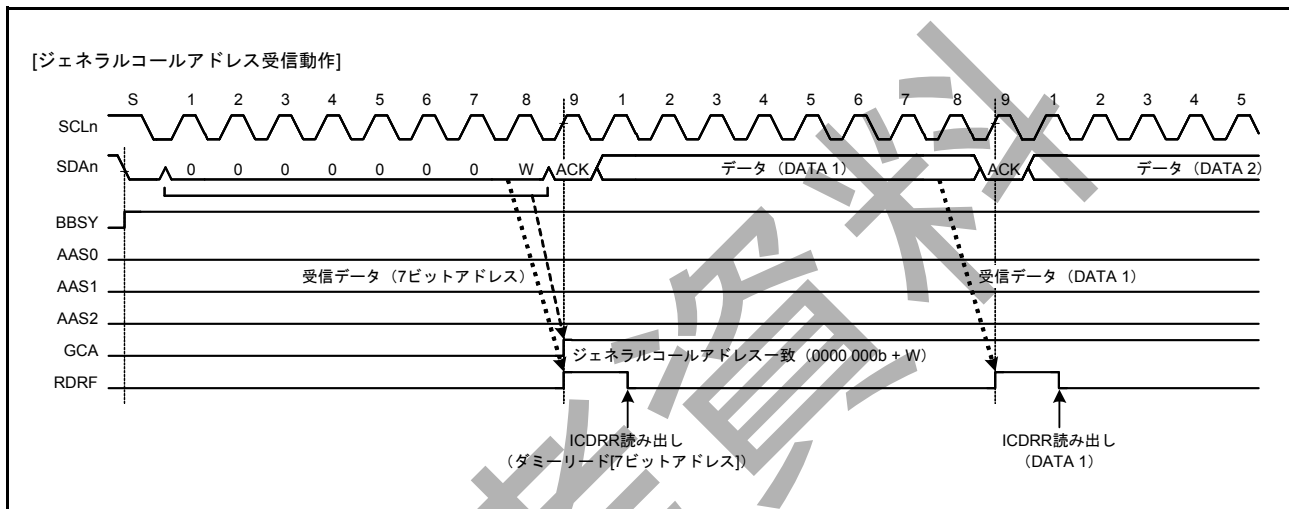 [ジェネラルコールアドレス受信動作]
S 1 2 3 4 5 6 7 8 9 1 2 3 4 5 6 7 8 9 1 2 3 4 5
SCLn
SDAn 0 0 0 0 0 0 0 W ACK データ（DATA 1） ACK データ（DATA 2）
BBSY
AAS0
受信データ（7ビットアドレス） 受信データ（DATA 1）
AAS1
AAS2
GCA ジェネラルコールアドレス一致（0000 000b + W）
RDRF
ICDRR読み出し ICDRR読み出し
（ダミーリード[7ビットアドレス]） （DATA 1）
考資料